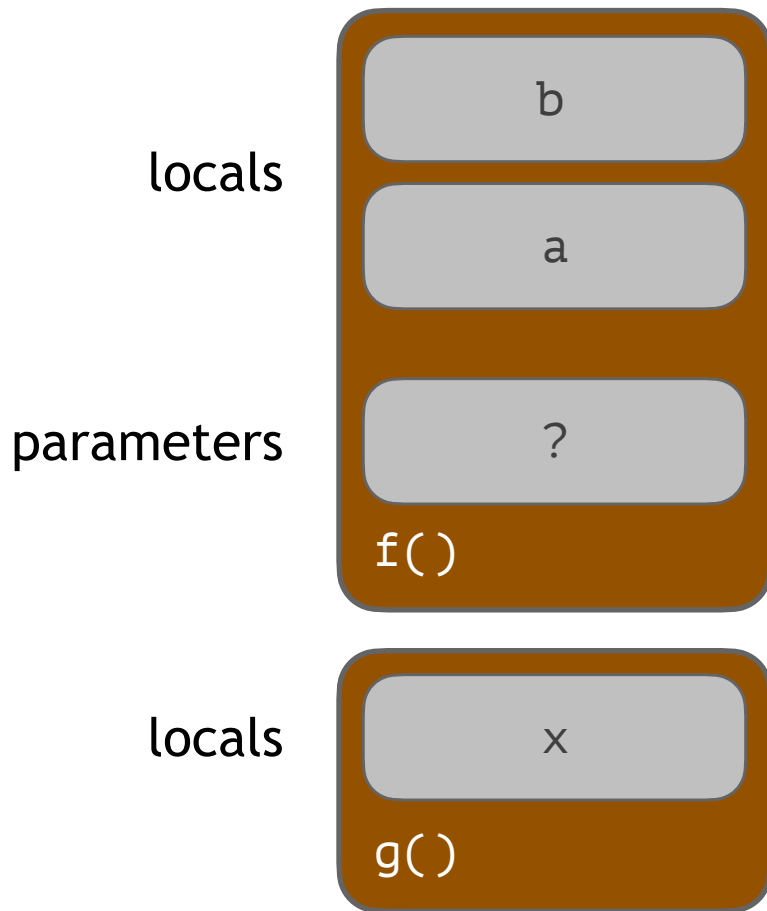 b
locals
a
parameters
?
f()
locals
x
g()